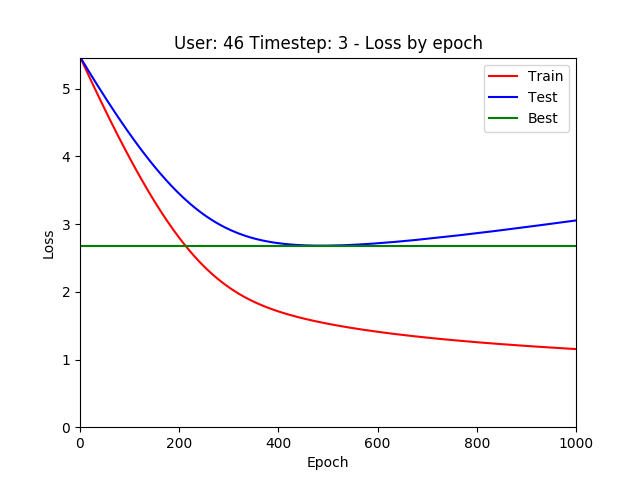 User: 46 Timestep: 3 - Loss by epoch
Train
Test
Best
Loss
5
4
3
2
1
0
0 200 400 600 800 1000
Epoch